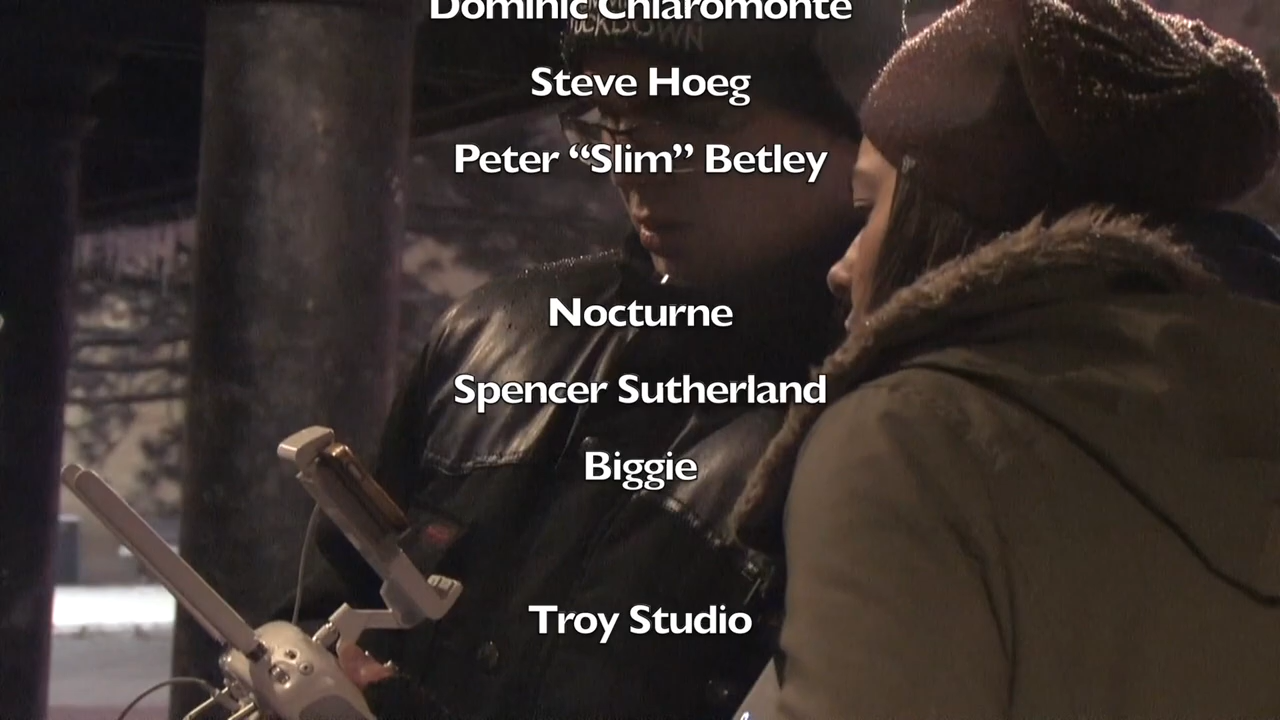 Dominic Chiaromonte
Steve Hoeg
Peter “Slim” Betley
Nocturne
Spencer Sutherland
Biggie
Troy Studio